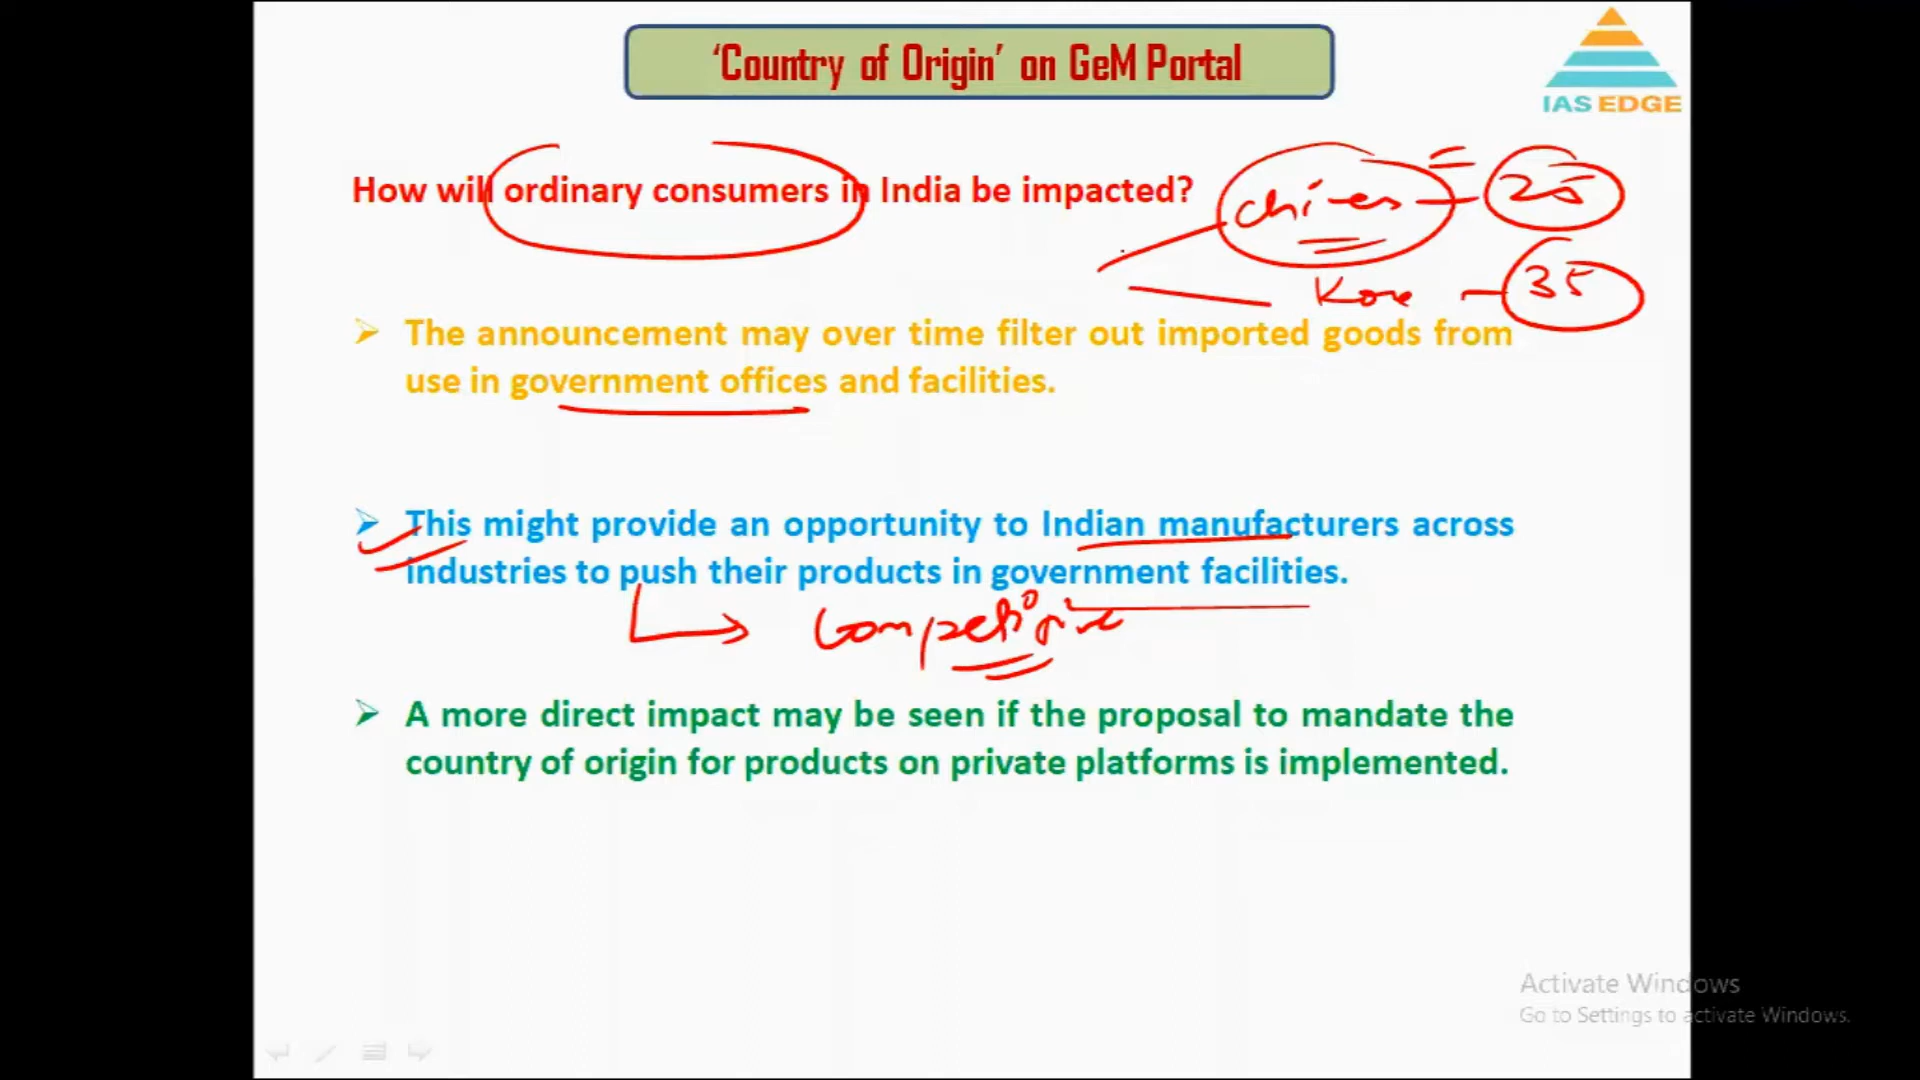 ‘Country of Origin’ on GeM Portal
IAS EDGE
How will ordinary consumers in India be impacted?
25
35
The announcement may over time filter out imported goods from
use in government offices and facilities.
This might provide an opportunity to Indian manufacturers across
industries to push their products in government facilities.
A more direct impact may be seen if the proposal to mandate the
country of origin for products on private platforms is implemented.
Activate Windows
Go to Settings to activate Windows.